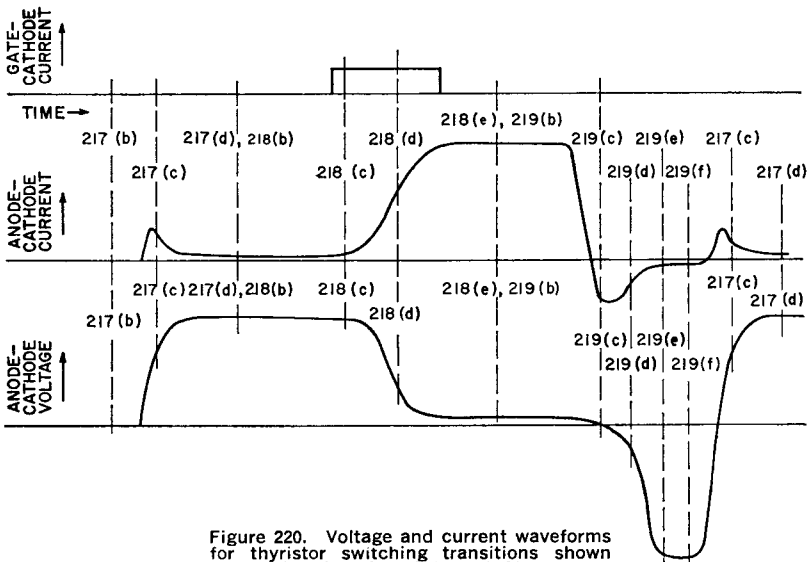 GATE-
CATHODE
CURRENT
TIME
217 (b)
217 (c)
217 (d), 218 (b)
218 (c)
218 (d)
218 (e), 219 (b)
219 (c)
219 (d)
219 (e)
219 (f)
217 (c)
217 (d)
ANODE-
CATHODE
CURRENT
217 (b)
217 (c)
217 (d), 218 (b)
218 (c)
218 (d)
218 (e), 219 (b)
219 (c)
219 (d)
219 (e)
219 (f)
217 (c)
217 (d)
ANODE-
CATHODE
VOLTAGE
Figure 220. Voltage and current waveforms
for thyristor switching transitions shown